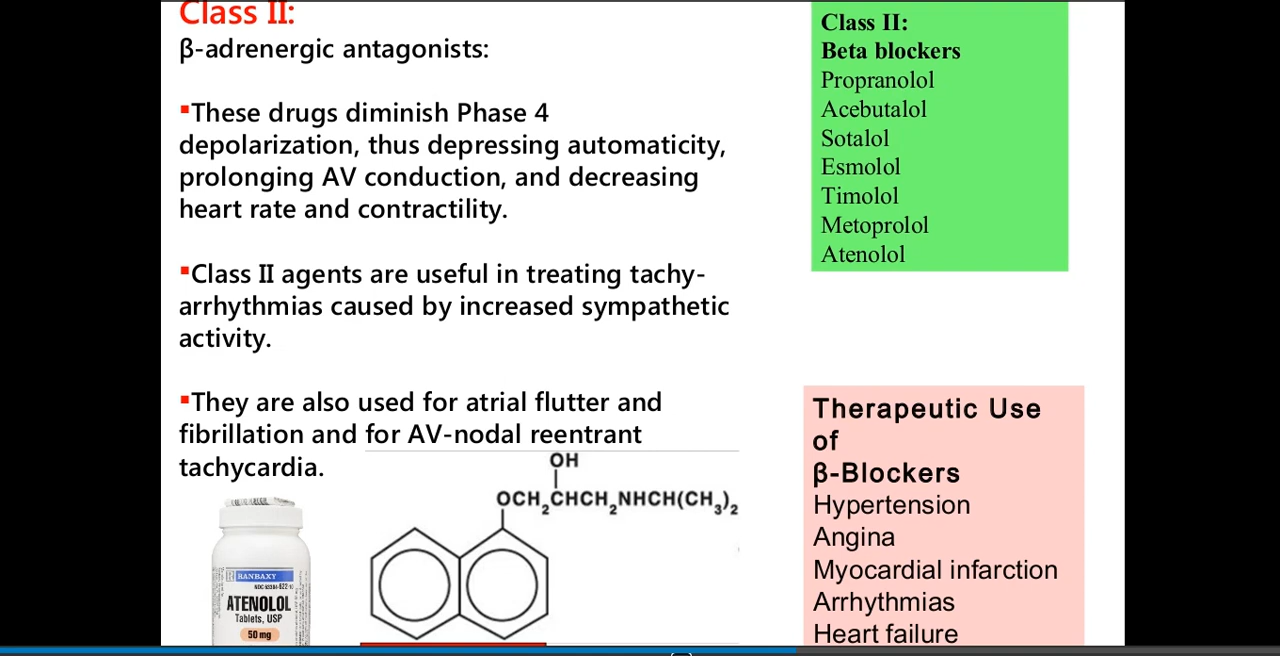 Class II:
β-adrenergic antagonists:
▪These drugs diminish Phase 4
depolarization, thus depressing automaticity,
prolonging AV conduction, and decreasing
heart rate and contractility.
▪Class II agents are useful in treating tachy-
arrhythmias caused by increased sympathetic
activity.
▪They are also used for atrial flutter and
fibrillation and for AV-nodal reentrant
tachycardia.
OH
OCH₂CHCH₂NHCH(CH₃)₂
RANBAXY
ATENOLOL
Tablets, USP
50 mg
Class II:
Beta blockers
Propranolol
Acebutalol
Sotalol
Esmolol
Timolol
Metoprolol
Atenolol
Therapeutic Use
of
β-Blockers
Hypertension
Angina
Myocardial infarction
Arrhythmias
Heart failure